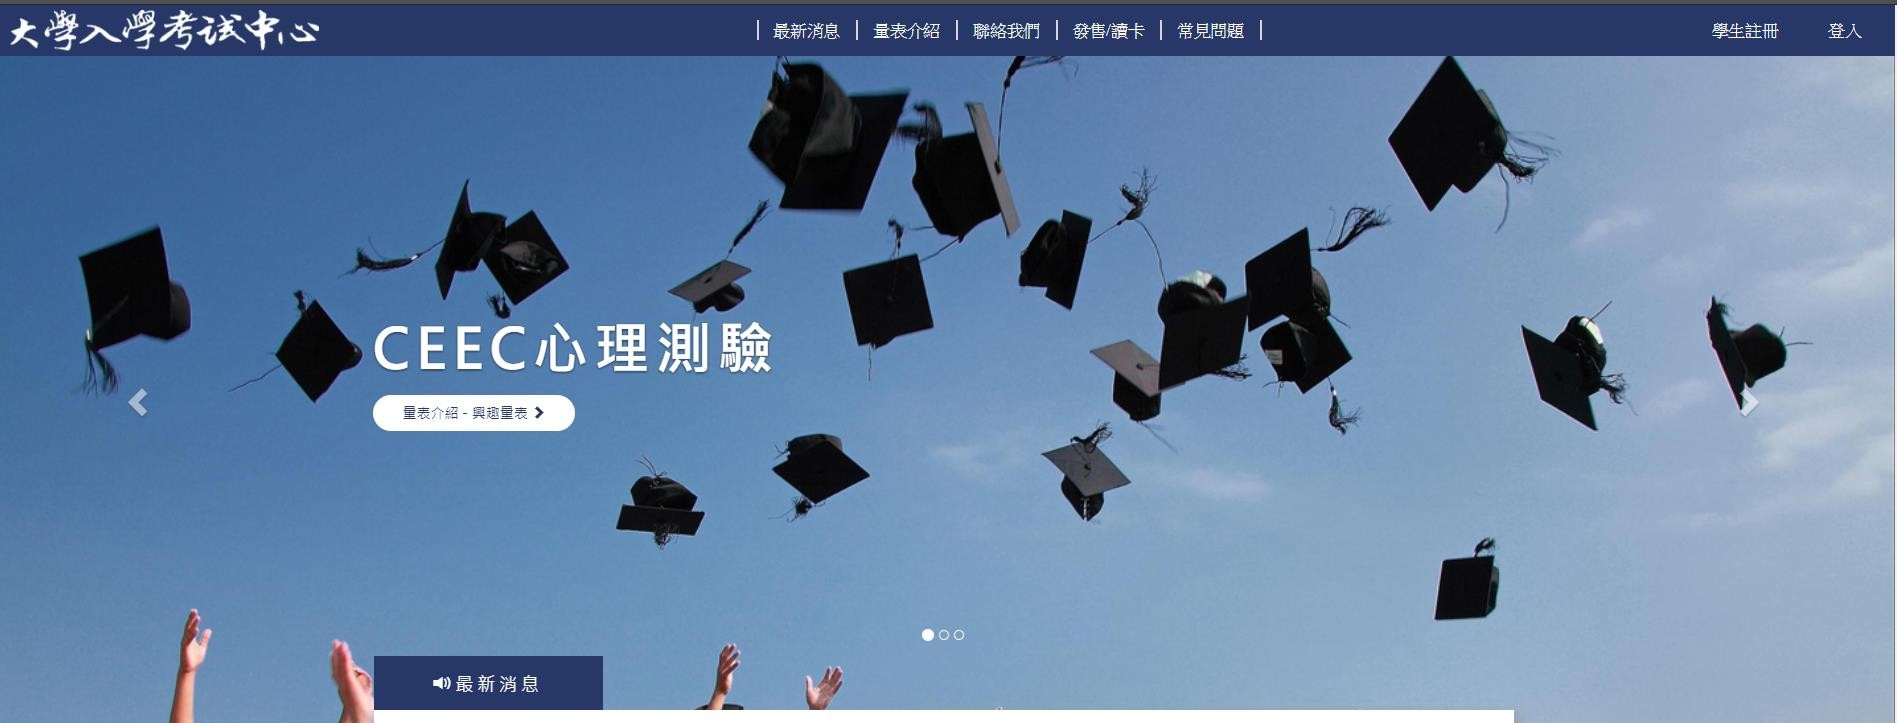 大學入學考試中心
最新消息
量表介紹
聯絡我們
發售/讀卡
常見問題
學生註冊
登入
CEEC心理測驗
量表介紹 - 興趣量表
最新消息